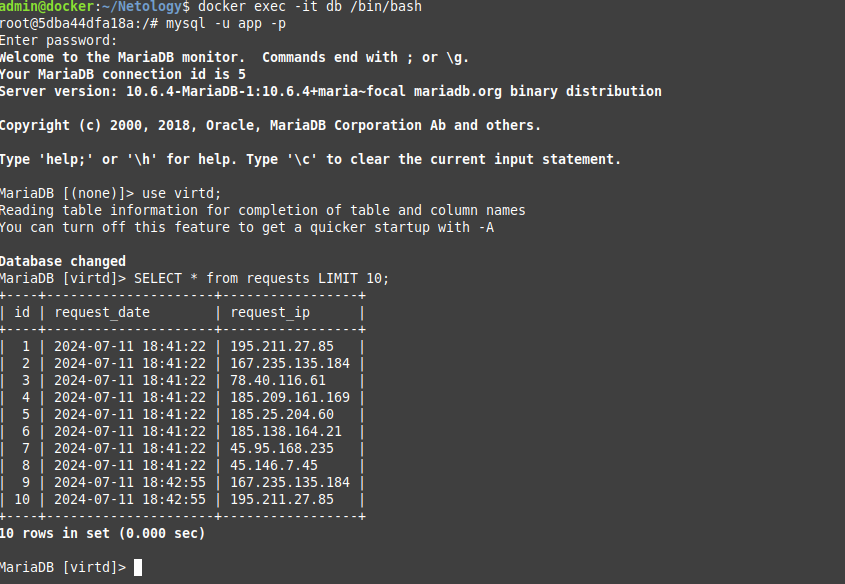 admin@docker:~/Netology$ docker exec -it db /bin/bash
root@5dba44dfa18a:/# mysql -u app -p
Enter password:
Welcome to the MariaDB monitor.  Commands end with ; or \g.
Your MariaDB connection id is 5
Server version: 10.6.4-MariaDB-1:10.6.4+maria~focal mariadb.org binary distribution
Copyright (c) 2000, 2018, Oracle, MariaDB Corporation Ab and others.
Type 'help;' or '\h' for help. Type '\c' to clear the current input statement.
MariaDB [(none)]> use virtd;
Reading table information for completion of table and column names
You can turn off this feature to get a quicker startup with -A
Database changed
MariaDB [virtd]> SELECT * from requests LIMIT 10;
+----+---------------------+-----------------+
| id | request_date        | request_ip      |
+----+---------------------+-----------------+
|  1 | 2024-07-11 18:41:22 | 195.211.27.85   |
|  2 | 2024-07-11 18:41:22 | 167.235.135.184 |
|  3 | 2024-07-11 18:41:22 | 78.40.116.61    |
|  4 | 2024-07-11 18:41:22 | 185.209.161.169 |
|  5 | 2024-07-11 18:41:22 | 185.25.204.60   |
|  6 | 2024-07-11 18:41:22 | 185.138.164.21  |
|  7 | 2024-07-11 18:41:22 | 45.95.168.235   |
|  8 | 2024-07-11 18:41:22 | 45.146.7.45     |
|  9 | 2024-07-11 18:42:55 | 167.235.135.184 |
| 10 | 2024-07-11 18:42:55 | 195.211.27.85   |
+----+---------------------+-----------------+
10 rows in set (0.000 sec)
MariaDB [virtd]>